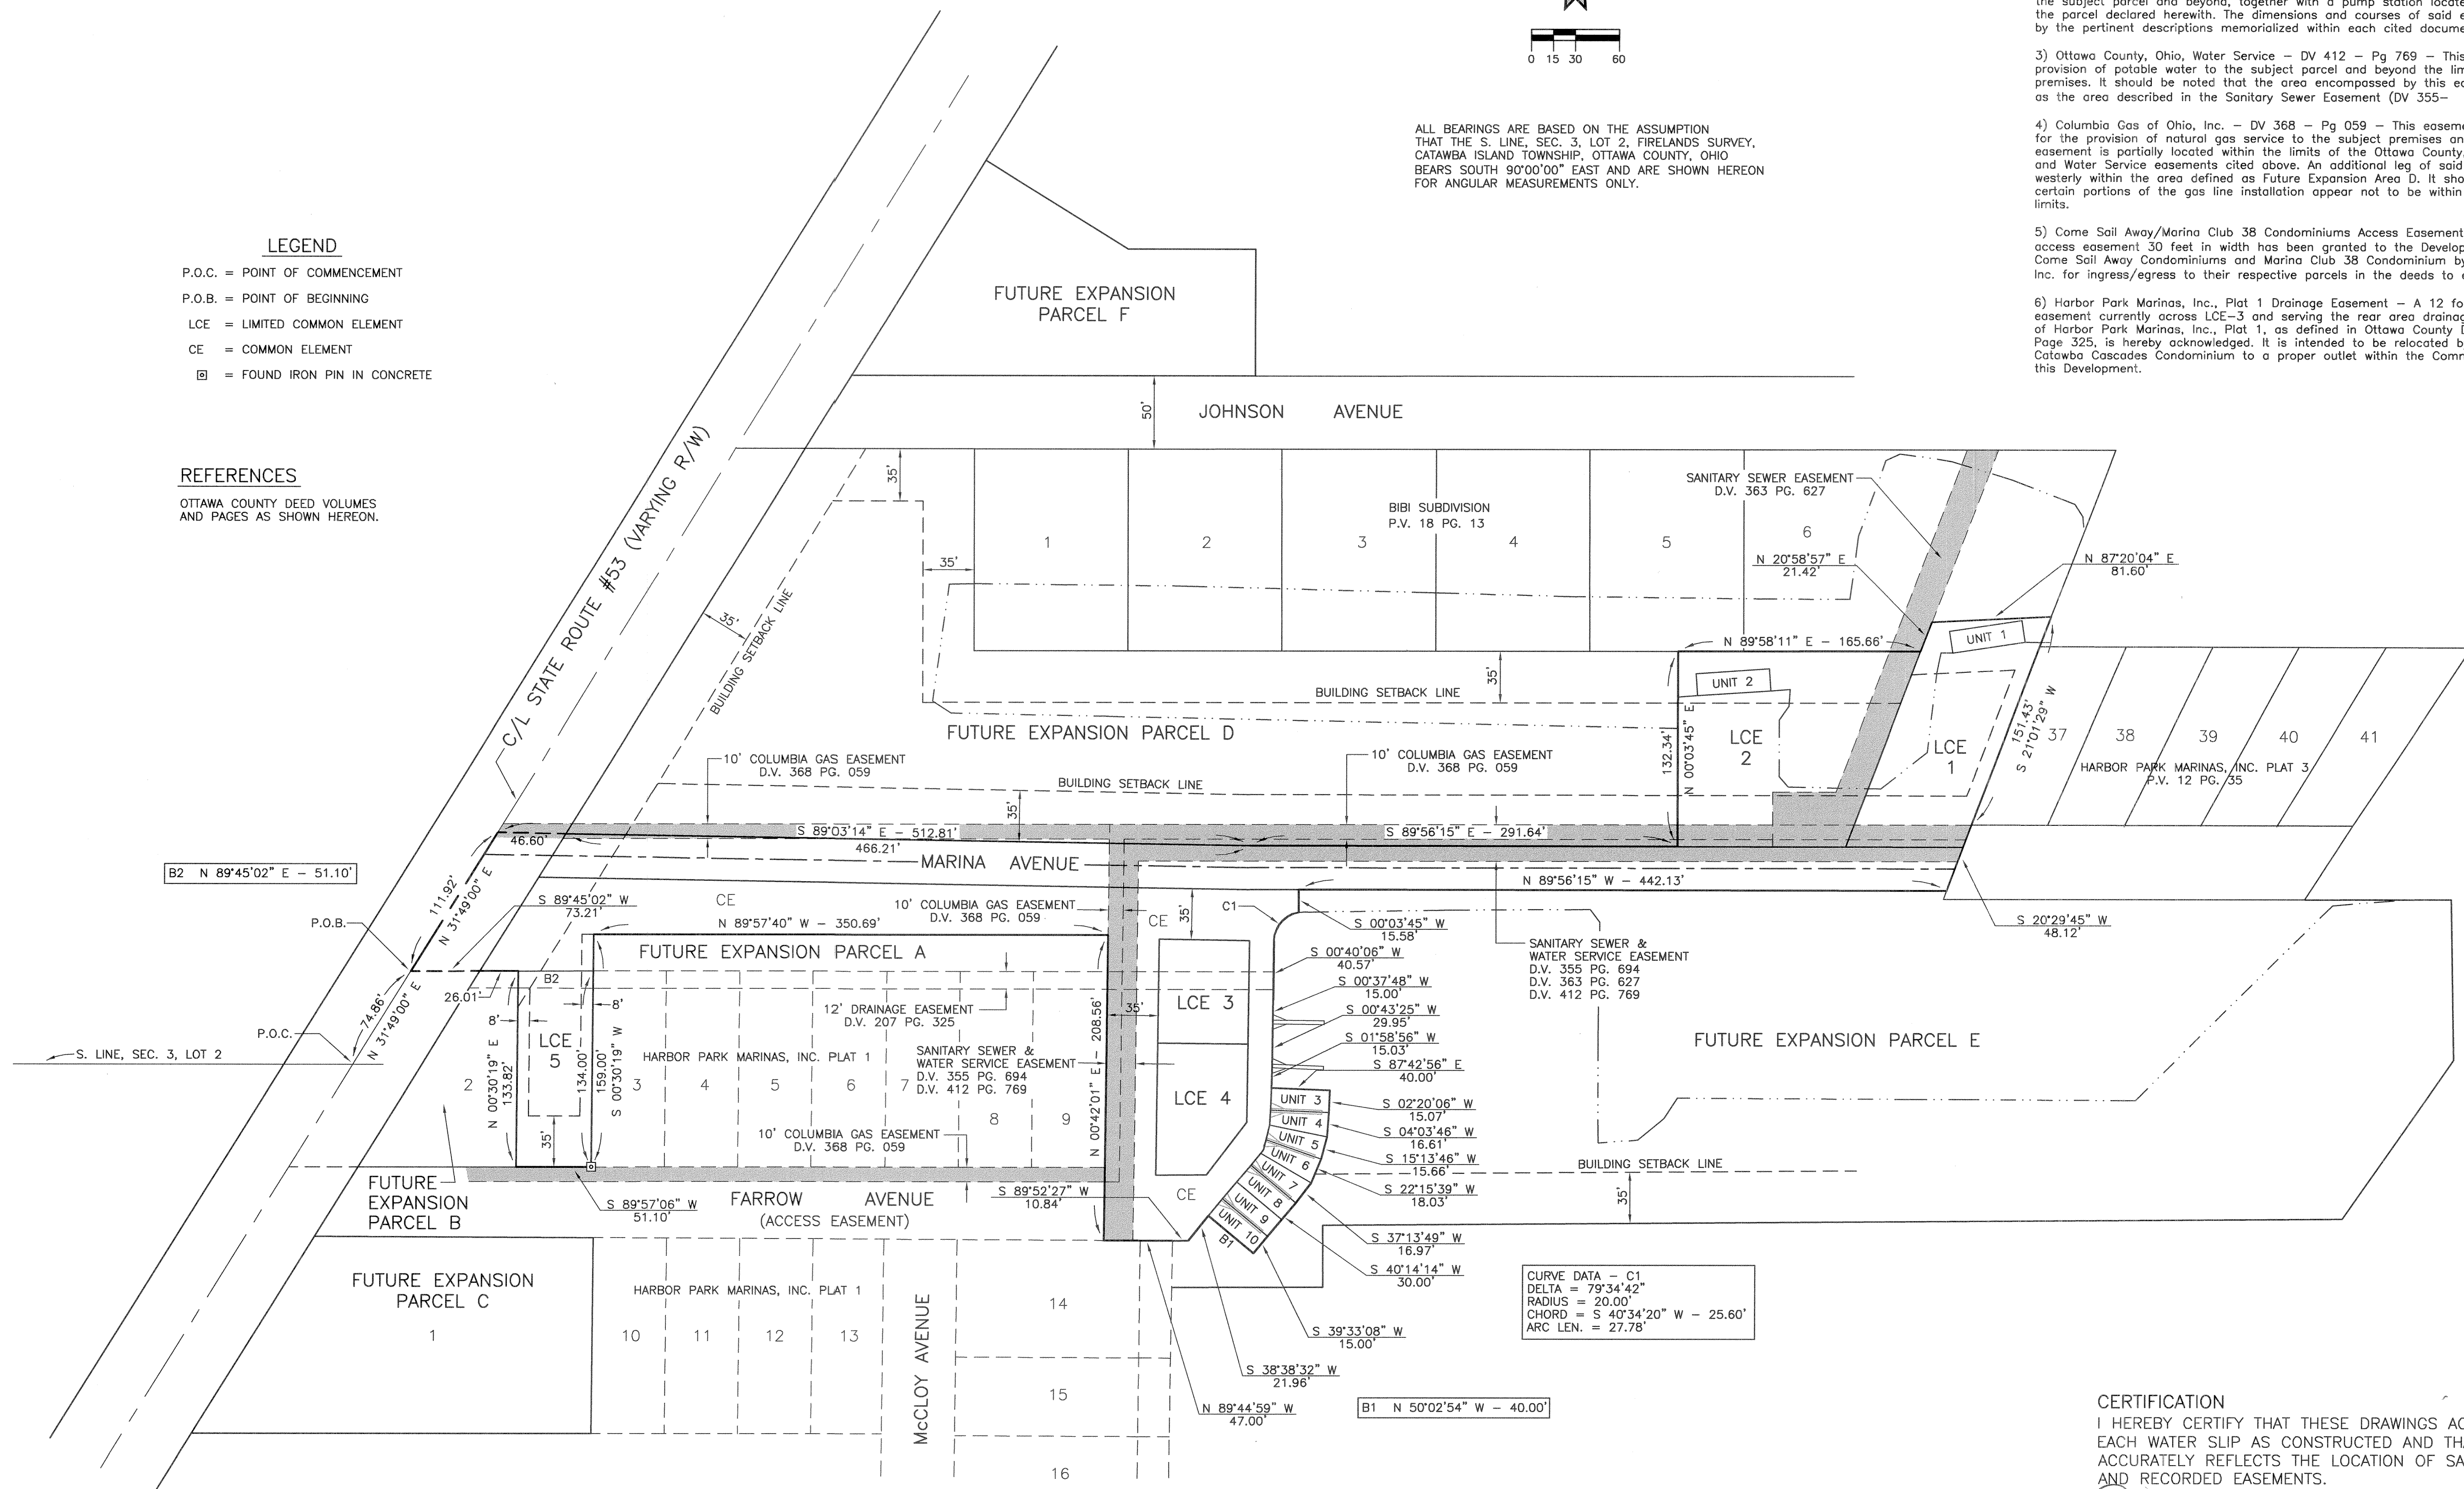 0 15 30 60
ALL BEARINGS ARE BASED ON THE ASSUMPTION
THAT THE S. LINE, SEC. 3, LOT 2, FIRELANDS SURVEY,
CATAWBA ISLAND TOWNSHIP, OTTAWA COUNTY, OHIO
BEARS SOUTH 90°00'00" EAST AND ARE SHOWN HEREON
FOR ANGULAR MEASUREMENTS ONLY.
the subject parcel and beyond, together with a pump station locate
the parcel declared herewith. The dimensions and courses of said e
by the pertinent descriptions memorialized within each cited docume
3) Ottawa County, Ohio, Water Service – DV 412 – Pg 769 – This
provision of potable water to the subject parcel and beyond the lim
premises. It should be noted that the area encompassed by this ea
as the area described in the Sanitary Sewer Easement (DV 355–
4) Columbia Gas of Ohio, Inc. – DV 368 – Pg 059 – This easeme
for the provision of natural gas service to the subject premises an
easement is partially located within the limits of the Ottawa County,
and Water Service easements cited above. An additional leg of said
westerly within the area defined as Future Expansion Area D. It sho
certain portions of the gas line installation appear not to be within
limits.
5) Come Sail Away/Marina Club 38 Condominiums Access Easement
access easement 30 feet in width has been granted to the Develop
Come Sail Away Condominiums and Marina Club 38 Condominium by
Inc. for ingress/egress to their respective parcels in the deeds to e
6) Harbor Park Marinas, Inc., Plat 1 Drainage Easement – A 12 fo
easement currently across LCE–3 and serving the rear area drainag
of Harbor Park Marinas, Inc., Plat 1, as defined in Ottawa County D
Page 325, is hereby acknowledged. It is intended to be relocated b
Catawba Cascades Condominium to a proper outlet within the Comm
this Development.
LEGEND
P.O.C. = POINT OF COMMENCEMENT
P.O.B. = POINT OF BEGINNING
LCE = LIMITED COMMON ELEMENT
CE = COMMON ELEMENT
= FOUND IRON PIN IN CONCRETE
REFERENCES
OTTAWA COUNTY DEED VOLUMES
AND PAGES AS SHOWN HEREON.
FUTURE EXPANSION
PARCEL F
50'
JOHNSON AVENUE
C/L STATE ROUTE #53 (VARYING R/W)
35'
35'
35'
BUILDING SETBACK LINE
BIBI SUBDIVISION
P.V. 18 PG. 13
1
2
3
4
5
6
SANITARY SEWER EASEMENT
D.V. 363 PG. 627
N 20°58'57" E
21.42'
N 87°20'04" E
81.60'
UNIT 1
N 89°58'11" E – 165.66'
35'
UNIT 2
BUILDING SETBACK LINE
FUTURE EXPANSION PARCEL D
132.34'
N 00°03'45" E
LCE
2
LCE
1
151.43'
S 21°01'29" W
37
38
39
40
41
HARBOR PARK MARINAS, INC. PLAT 3
P.V. 12 PG. 35
10' COLUMBIA GAS EASEMENT
D.V. 368 PG. 059
10' COLUMBIA GAS EASEMENT
D.V. 368 PG. 059
BUILDING SETBACK LINE
35'
S 89°03'14" E – 512.81'
S 89°56'15" E – 291.64'
46.60'
466.21'
MARINA AVENUE
B2 N 89°45'02" E – 51.10'
111.92'
N 31°49'00" E
S 89°45'02" W
73.21'
P.O.B.
CE
N 89°57'40" W – 350.69'
10' COLUMBIA GAS EASEMENT
D.V. 368 PG. 059
CE
35'
C1
N 89°56'15" W – 442.13'
S 20°29'45" W
48.12'
S 00°03'45" W
15.58'
FUTURE EXPANSION PARCEL A
SANITARY SEWER &
WATER SERVICE EASEMENT
D.V. 355 PG. 694
D.V. 363 PG. 627
D.V. 412 PG. 769
S 00°40'06" W
40.57'
S 00°37'48" W
15.00'
S 00°43'25" W
29.95'
S 01°58'56" W
15.03'
S 87°42'56" E
40.00'
26.01'
B2
8'
8'
74.86'
N 31°49'00" E
P.O.C.
S. LINE, SEC. 3, LOT 2
12' DRAINAGE EASEMENT
D.V. 207 PG. 325
35'
LCE 3
LCE 4
LCE
5
134.00'
159.00'
S 00°30'19" W
N 00°30'19" E
133.82'
35'
N 00°42'01" E – 208.56'
HARBOR PARK MARINAS, INC. PLAT 1
2
3
4
5
6
7
8
9
SANITARY SEWER &
WATER SERVICE EASEMENT
D.V. 355 PG. 694
D.V. 412 PG. 769
10' COLUMBIA GAS EASEMENT
D.V. 368 PG. 059
FUTURE EXPANSION PARCEL E
UNIT 3
UNIT 4
UNIT 5
UNIT 6
UNIT 7
UNIT 8
UNIT 9
UNIT 10
B1
S 02°20'06" W
15.07'
S 04°03'46" W
16.61'
S 15°13'46" W
15.66'
S 22°15'39" W
18.03'
BUILDING SETBACK LINE
35'
FUTURE
EXPANSION
PARCEL B
S 89°57'06" W
51.10'
FARROW AVENUE
(ACCESS EASEMENT)
S 89°52'27" W
10.84'
CE
S 37°13'49" W
16.97'
S 40°14'14" W
30.00'
S 39°33'08" W
15.00'
S 38°38'32" W
21.96'
N 89°44'59" W
47.00'
CURVE DATA – C1
DELTA = 79°34'42"
RADIUS = 20.00'
CHORD = S 40°34'20" W – 25.60'
ARC LEN. = 27.78'
B1 N 50°02'54" W – 40.00'
FUTURE EXPANSION
PARCEL C
1
HARBOR PARK MARINAS, INC. PLAT 1
10
11
12
13
McCLOY AVENUE
14
15
16
CERTIFICATION
I HEREBY CERTIFY THAT THESE DRAWINGS AC
EACH WATER SLIP AS CONSTRUCTED AND THA
ACCURATELY REFLECTS THE LOCATION OF SA
AND RECORDED EASEMENTS.